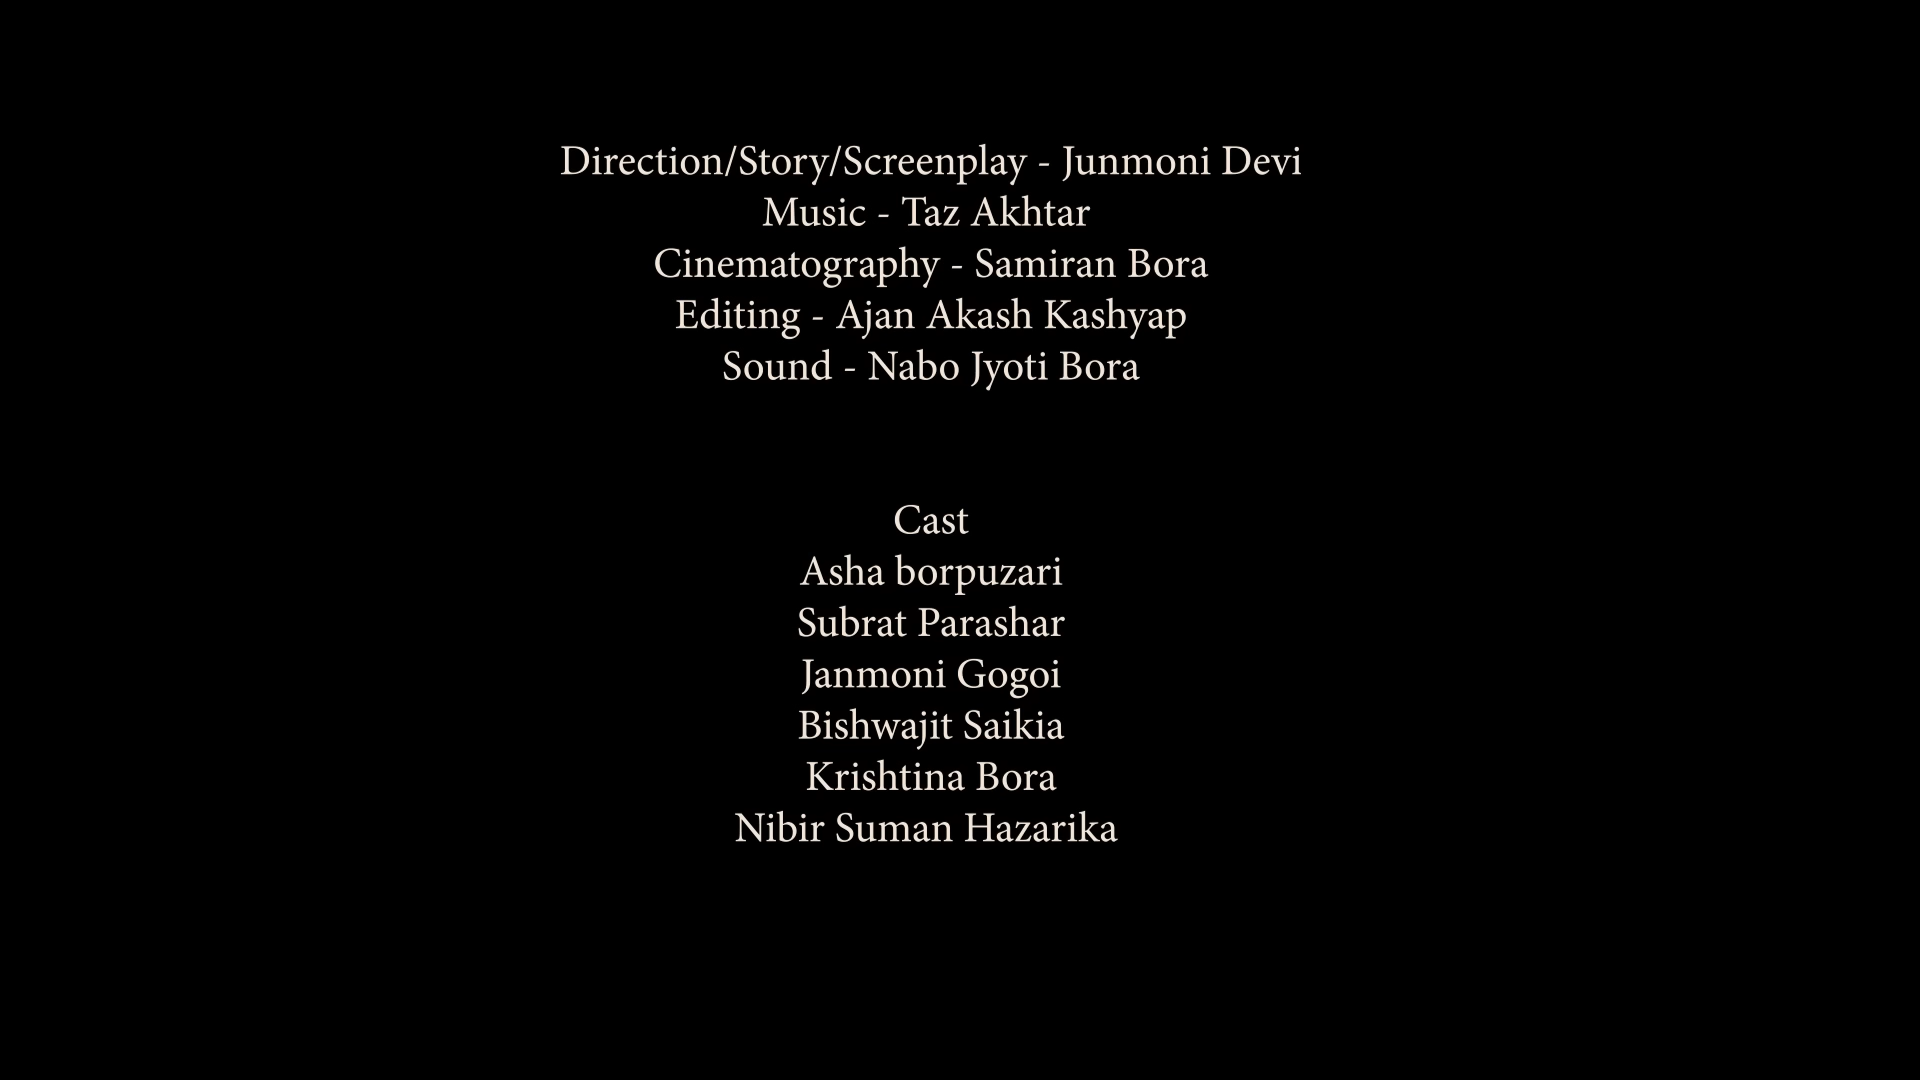 Direction/Story/Screenplay - Junmoni Devi
Music - Taz Akhtar
Cinematography - Samiran Bora
Editing - Ajan Akash Kashyap
Sound - Nabo Jyoti Bora
Cast
Asha borpuzari
Subrat Parashar
Janmoni Gogoi
Bishwajit Saikia
Krishtina Bora
Nibir Suman Hazarika